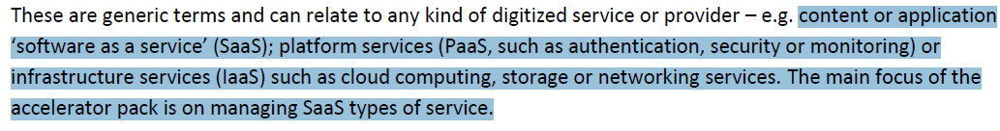 These are generic terms and can relate to any kind of digitized service or provider – e.g. content or application
‘software as a service’ (SaaS); platform services (PaaS, such as authentication, security or monitoring) or
infrastructure services (IaaS) such as cloud computing, storage or networking services. The main focus of the
accelerator pack is on managing SaaS types of service.